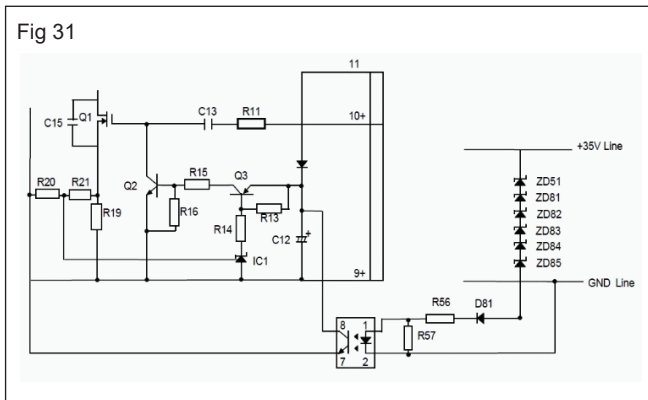 Fig 31
11
C13
R11
10+
C15
Q1
+35V Line
R20
R21
R15
Q3
ZD51
Q2
ZD81
R19
R16
R13
ZD82
R14
C12
+
ZD83
ZD84
IC1
ZD85
9+
GND Line
R56
D81
8
1
R57
7
2